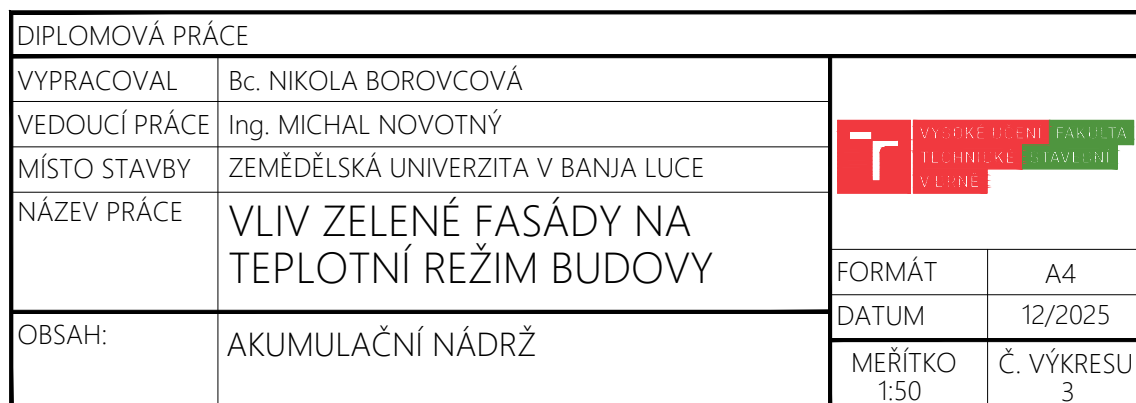 DIPLOMOVÁ PRÁCE
VYPRACOVAL Bc. NIKOLA BOROVCOVÁ
VEDOUCÍ PRÁCE Ing. MICHAL NOVOTNÝ
MÍSTO STAVBY ZEMĚDĚLSKÁ UNIVERZITA V BANJA LUCE
NÁZEV PRÁCE VLIV ZELENÉ FASÁDY NA
TEPLOTNÍ REŽIM BUDOVY
OBSAH: AKUMULAČNÍ NÁDRŽ
VYSOKÉ UČENÍ FAKULTA
TECHNICKÉ STAVEBNÍ
V BRNĚ
FORMÁT A4
DATUM 12/2025
MEŘÍTKO Č. VÝKRESU
1:50 3